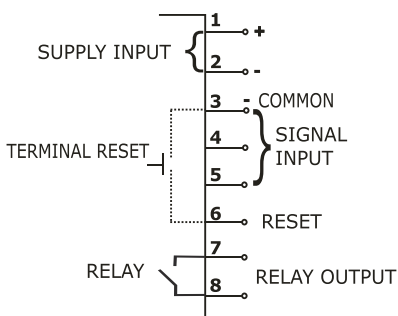 1 +
SUPPLY INPUT
2 -
3 - COMMON
4 SIGNAL
INPUT
TERMINAL RESET
5
6 RESET
7
RELAY RELAY OUTPUT
8